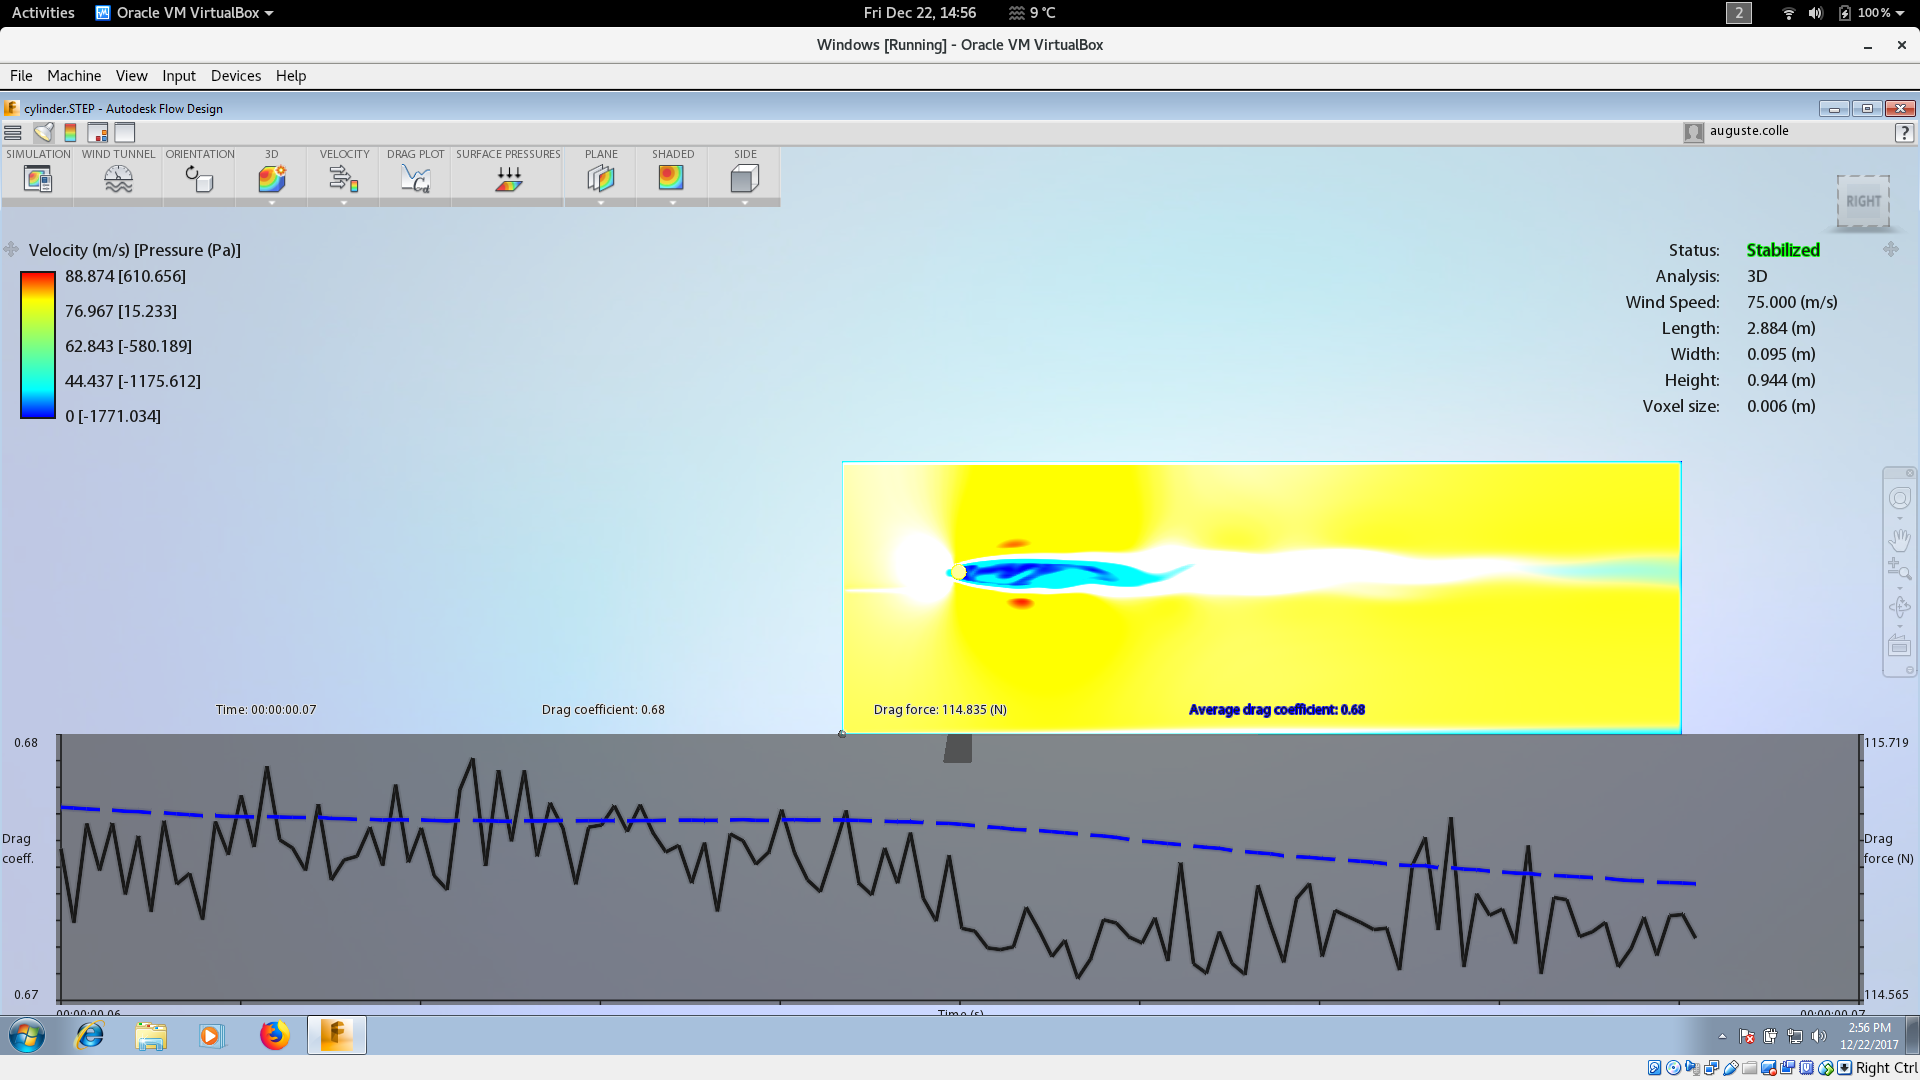 Activities Oracle VM VirtualBox Fri Dec 22, 14:56 9 °C 2 100 %
Windows [Running] - Oracle VM VirtualBox
File Machine View Input Devices Help
cylinder.STEP - Autodesk Flow Design
auguste.colle ?
SIMULATION WIND TUNNEL ORIENTATION 3D VELOCITY DRAG PLOT SURFACE PRESSURES PLANE SHADED SIDE
RIGHT
Velocity (m/s) [Pressure (Pa)]
88.874 [610.656]
76.967 [15.233]
62.843 [-580.189]
44.437 [-1175.612]
0 [-1771.034]
Status: Stabilized
Analysis: 3D
Wind Speed: 75.000 (m/s)
Length: 2.884 (m)
Width: 0.095 (m)
Height: 0.944 (m)
Voxel size: 0.006 (m)
Time: 00:00:00.07 Drag coefficient: 0.68 Drag force: 114.835 (N) Average drag coefficient: 0.68
0.68 115.719
Drag coeff.
Drag force (N)
0.67 114.565
00:00:00.06 Time (s) 00:00:00.07
2:56 PM
12/22/2017
Right Ctrl